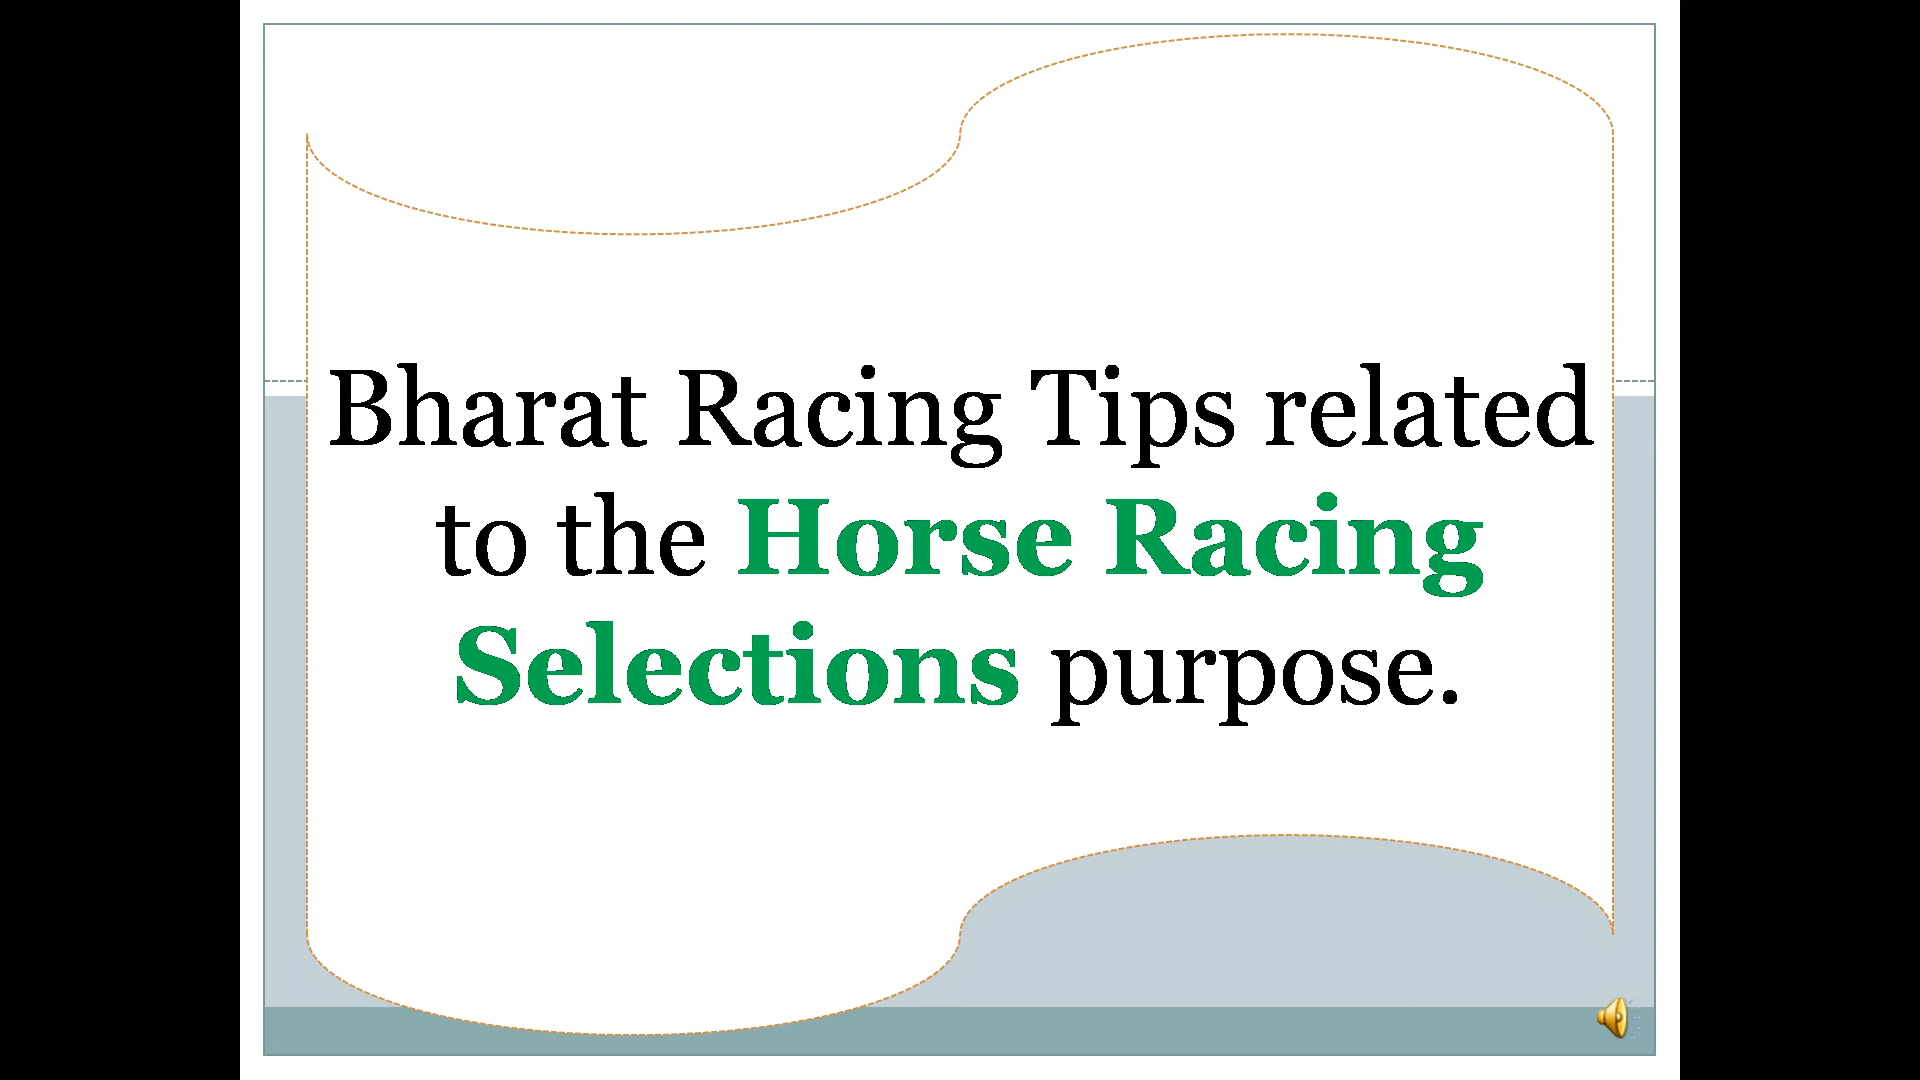 Bharat Racing Tips related
to the Horse Racing
Selections purpose.